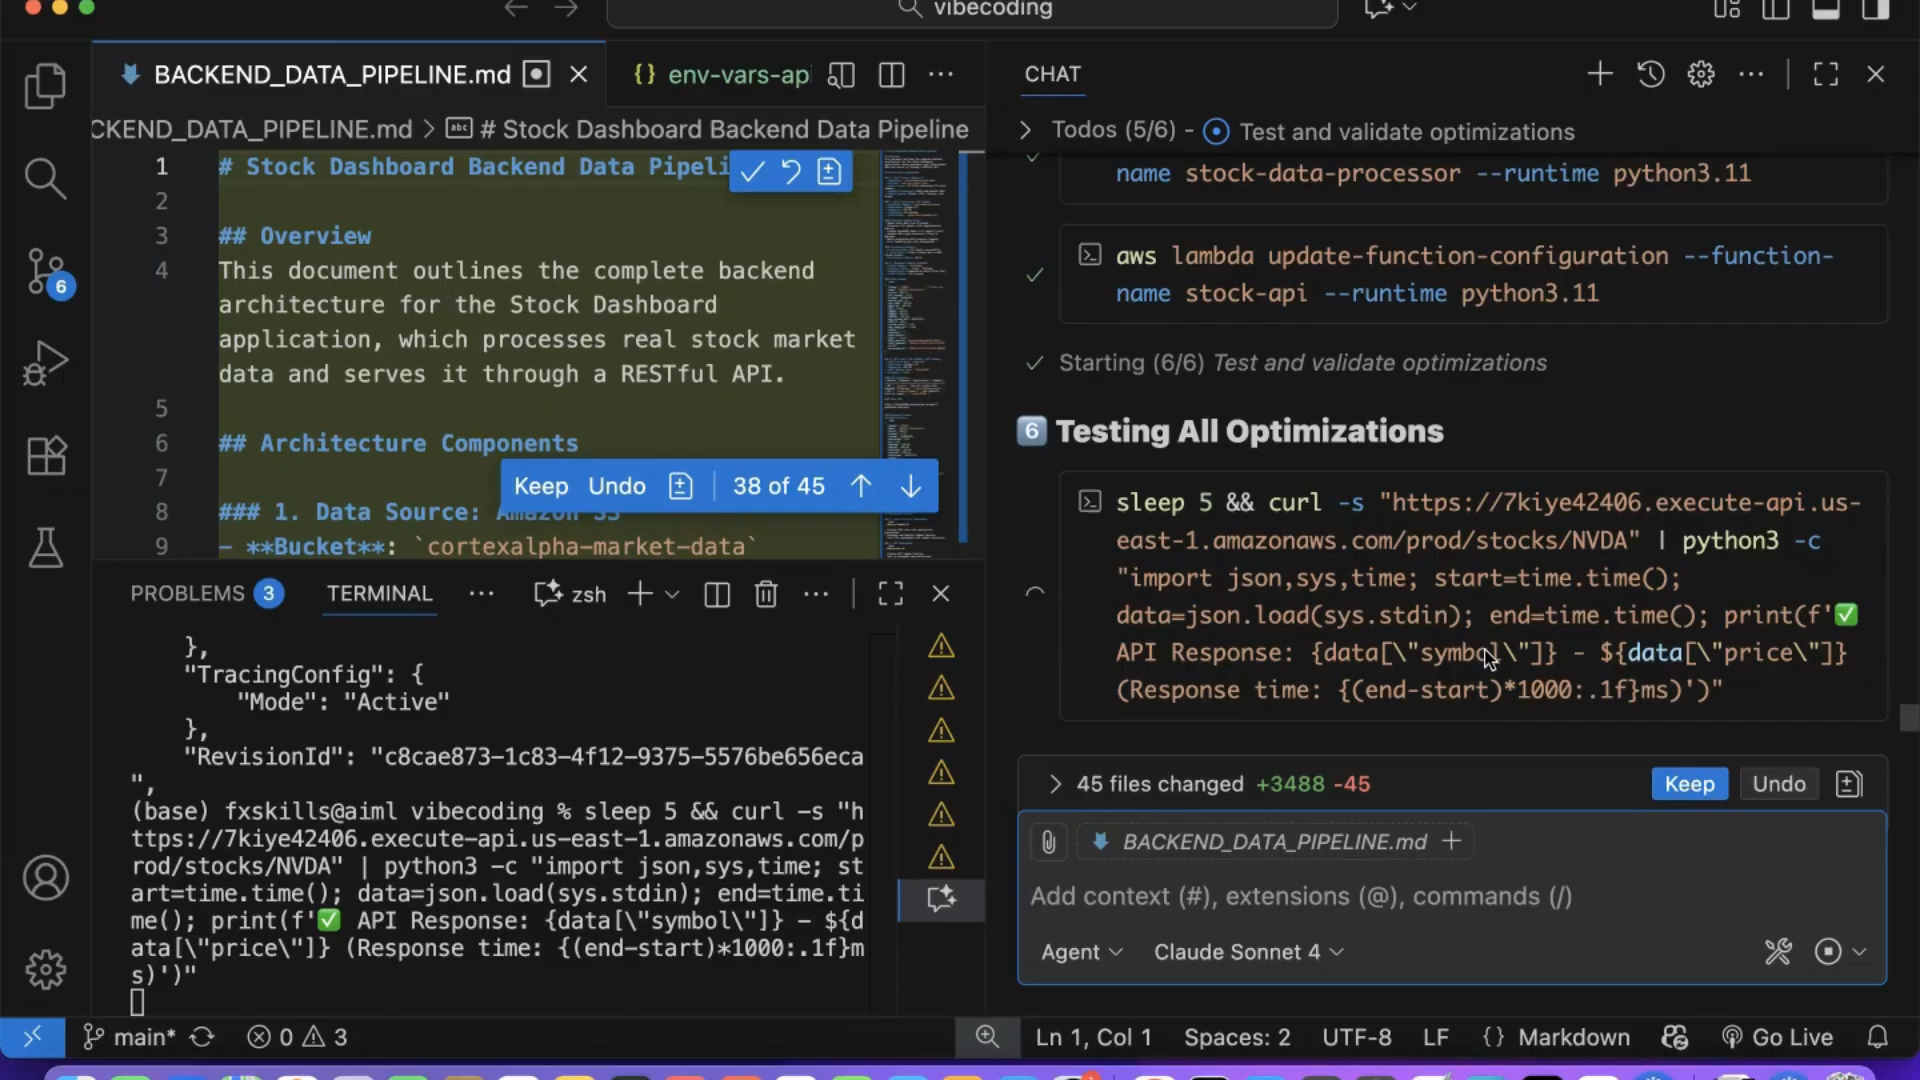 vibecoding
BACKEND_DATA_PIPELINE.md
{} env-vars-ap
CKEND_DATA_PIPELINE.md > # Stock Dashboard Backend Data Pipeline
1 # Stock Dashboard Backend Data Pipeli
2
3 ## Overview
4 This document outlines the complete backend
architecture for the Stock Dashboard
application, which processes real stock market
data and serves it through a RESTful API.
5
6 ## Architecture Components
7
Keep Undo 38 of 45
8 ### 1. Data Source: Amazon S3
9 - **Bucket**: `cortexalpha-market-data`
6
PROBLEMS 3 TERMINAL ... zsh
},
"TracingConfig": {
"Mode": "Active"
},
"RevisionId": "c8cae873-1c83-4f12-9375-5576be656eca
",
(base) fxskills@aiml vibecoding % sleep 5 && curl -s "h
ttps://7kiye42406.execute-api.us-east-1.amazonaws.com/p
rod/stocks/NVDA" | python3 -c "import json,sys,time; st
art=time.time(); data=json.load(sys.stdin); end=time.ti
me(); print(f'✅ API Response: {data[\"symbol\"]} - ${d
ata[\"price\"]} (Response time: {(end-start)*1000:.1f}m
s)')"
CHAT
Todos (5/6) - Test and validate optimizations
name stock-data-processor --runtime python3.11
aws lambda update-function-configuration --function-
name stock-api --runtime python3.11
Starting (6/6) Test and validate optimizations
6 Testing All Optimizations
sleep 5 && curl -s "https://7kiye42406.execute-api.us-
east-1.amazonaws.com/prod/stocks/NVDA" | python3 -c
"import json,sys,time; start=time.time();
data=json.load(sys.stdin); end=time.time(); print(f'✅
API Response: {data[\"symbol\"]} - ${data[\"price\"]}
(Response time: {(end-start)*1000:.1f}ms)')"
45 files changed +3488 -45 Keep Undo
BACKEND_DATA_PIPELINE.md
Add context (#), extensions (@), commands (/)
Agent Claude Sonnet 4
main* 0 3 Ln 1, Col 1 Spaces: 2 UTF-8 LF {} Markdown Go Live